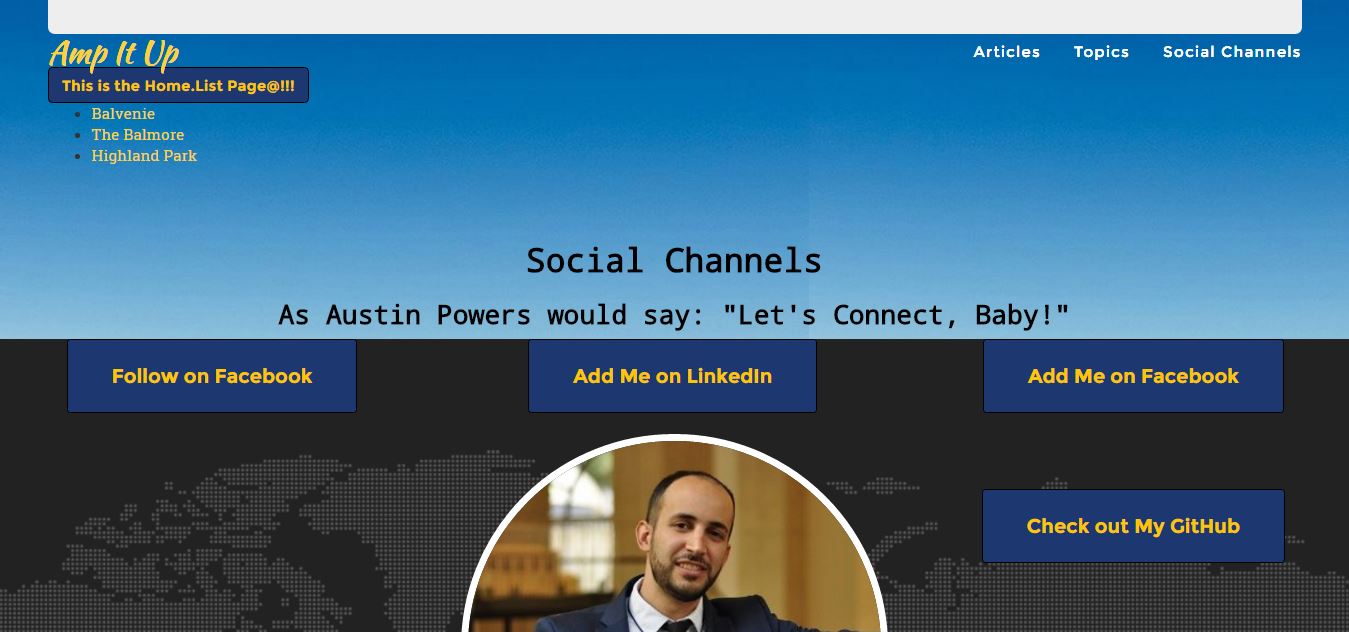 Amp It Up
Articles Topics Social Channels
This is the Home.List Page@!!!
Balvenie
The Balmore
Highland Park
Social Channels
As Austin Powers would say: "Let's Connect, Baby!"
Follow on Facebook
Add Me on LinkedIn
Add Me on Facebook
Check out My GitHub